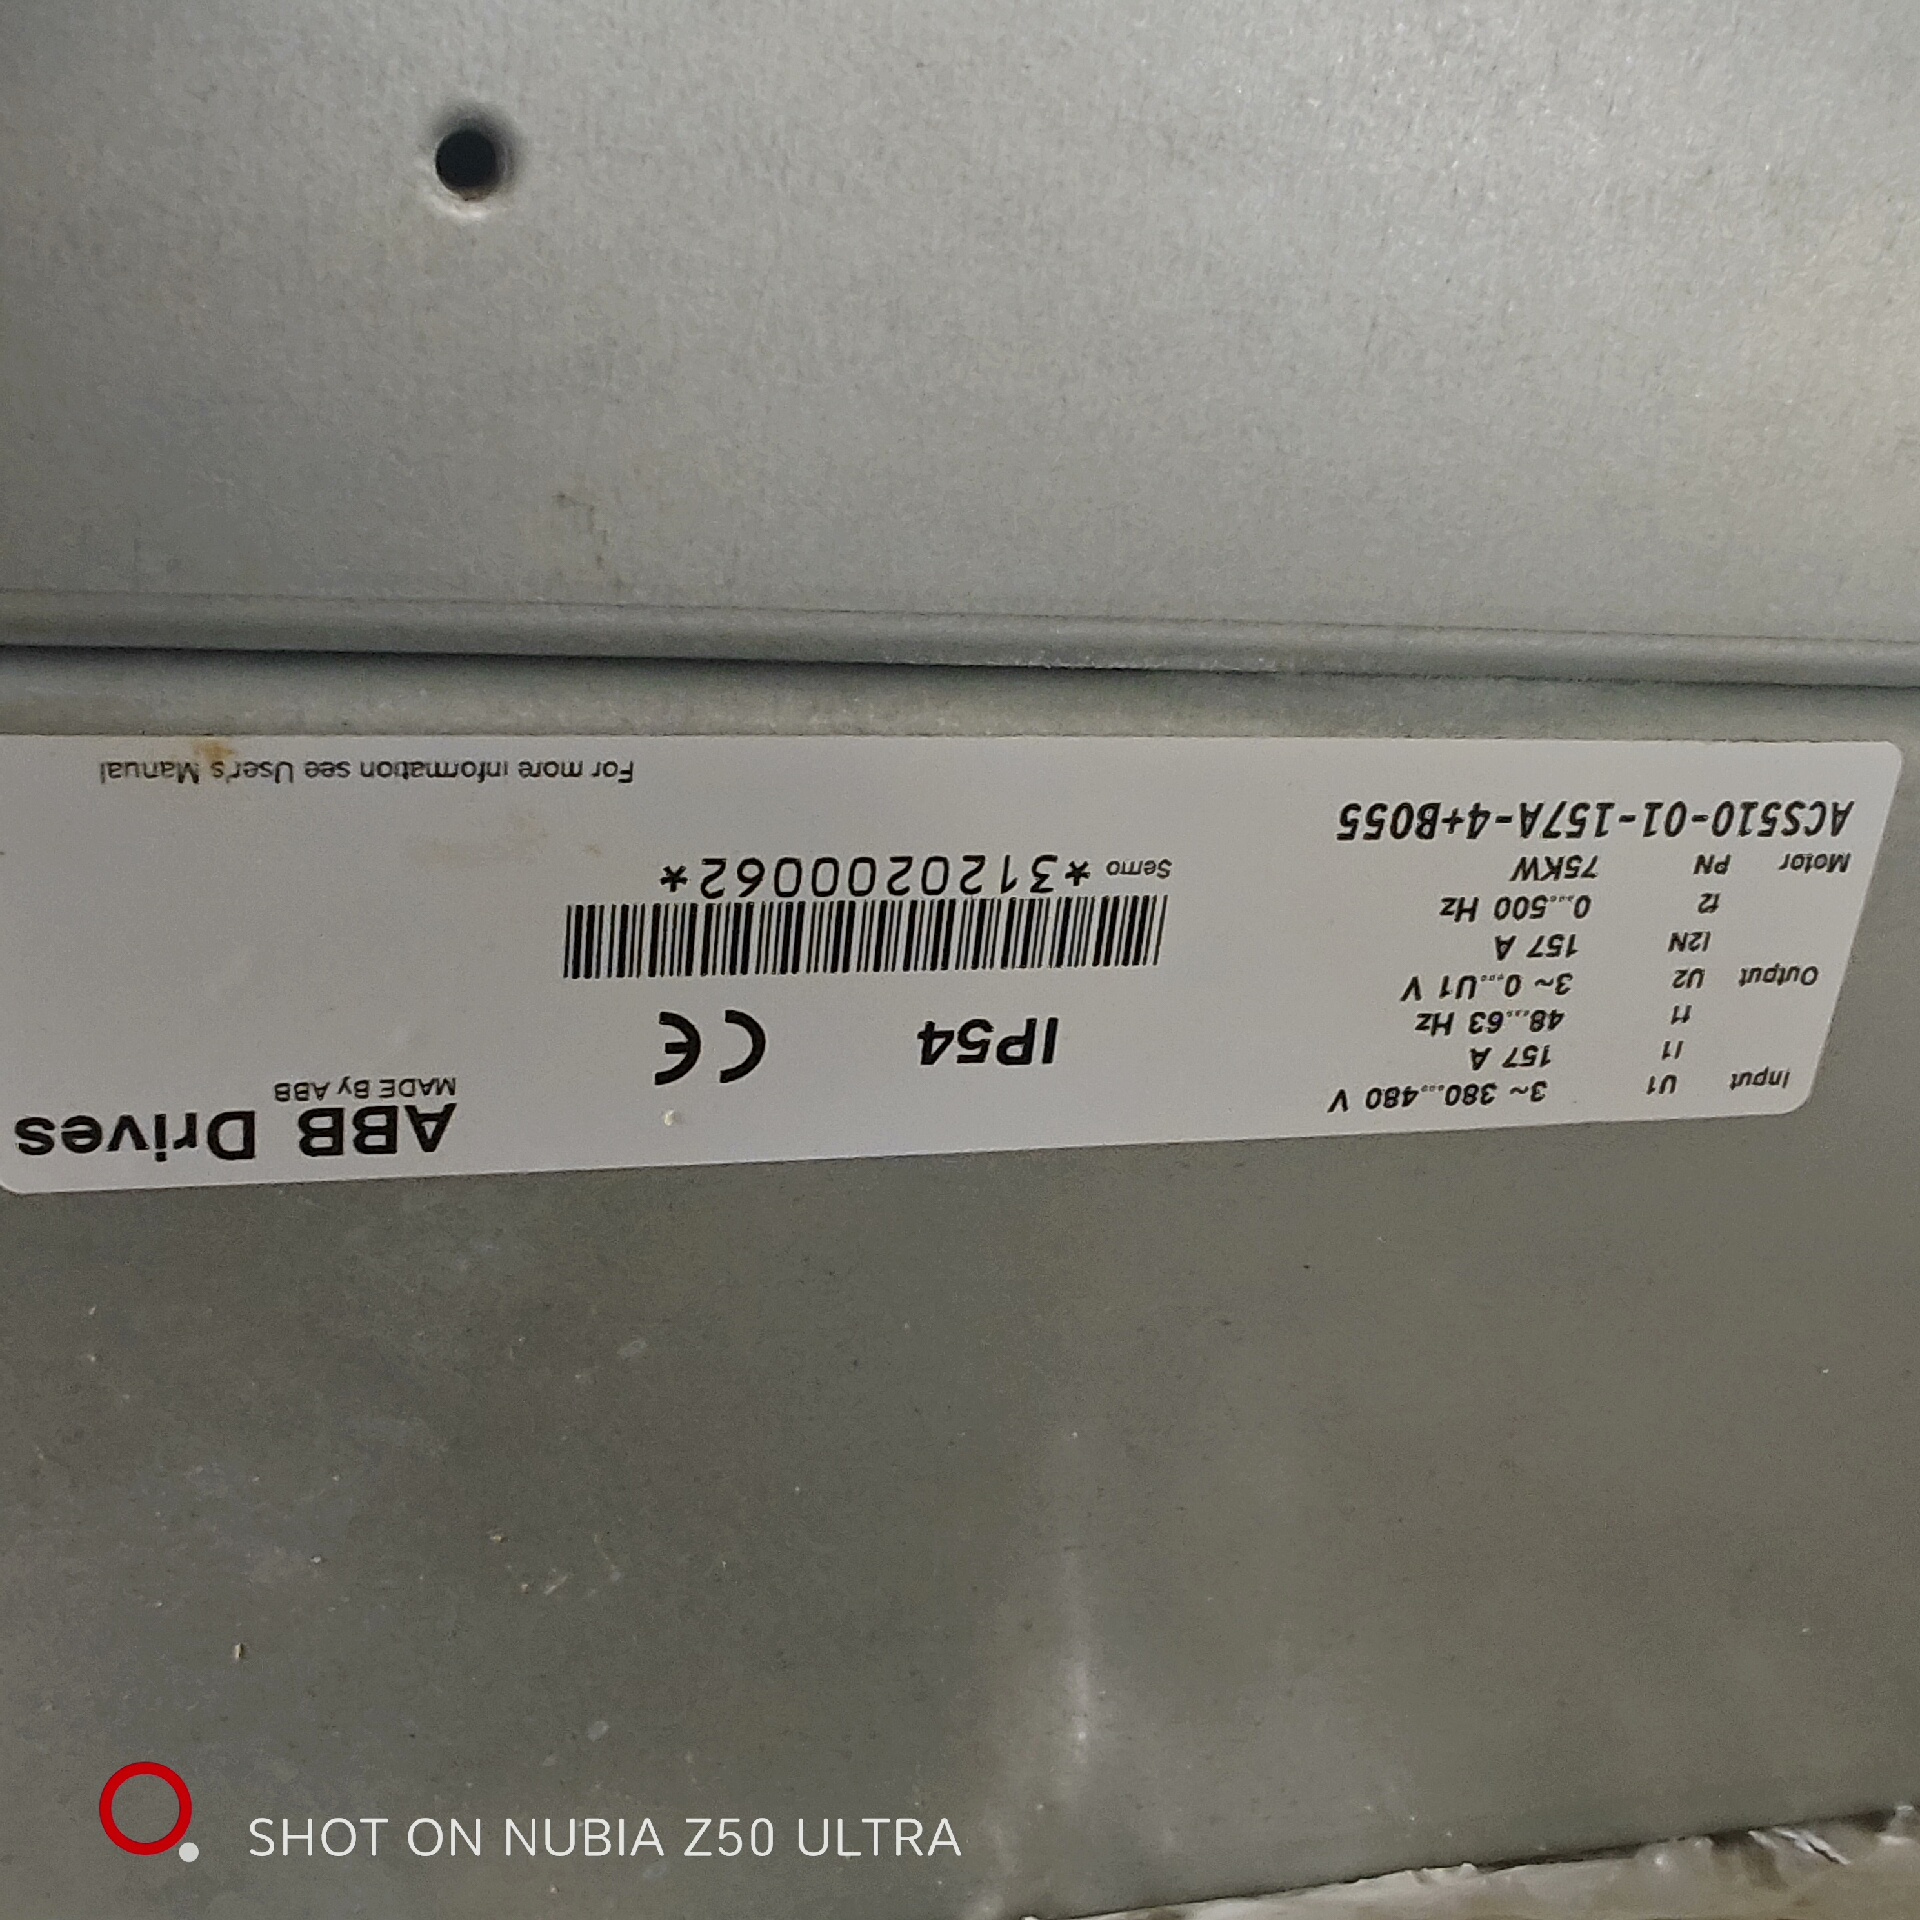 ABB Drives
MADE By ABB
IP54 CE
Input U1 3~ 380...480 V
I1 157 A
f1 48...63 Hz
Output U2 3~ 0...U1 V
I2N 157 A
f2 0...500 Hz
Motor PN 75KW
ACS510-01-157A-4+B055
Serno *3120200062*
For more information see User's Manual
SHOT ON NUBIA Z50 ULTRA